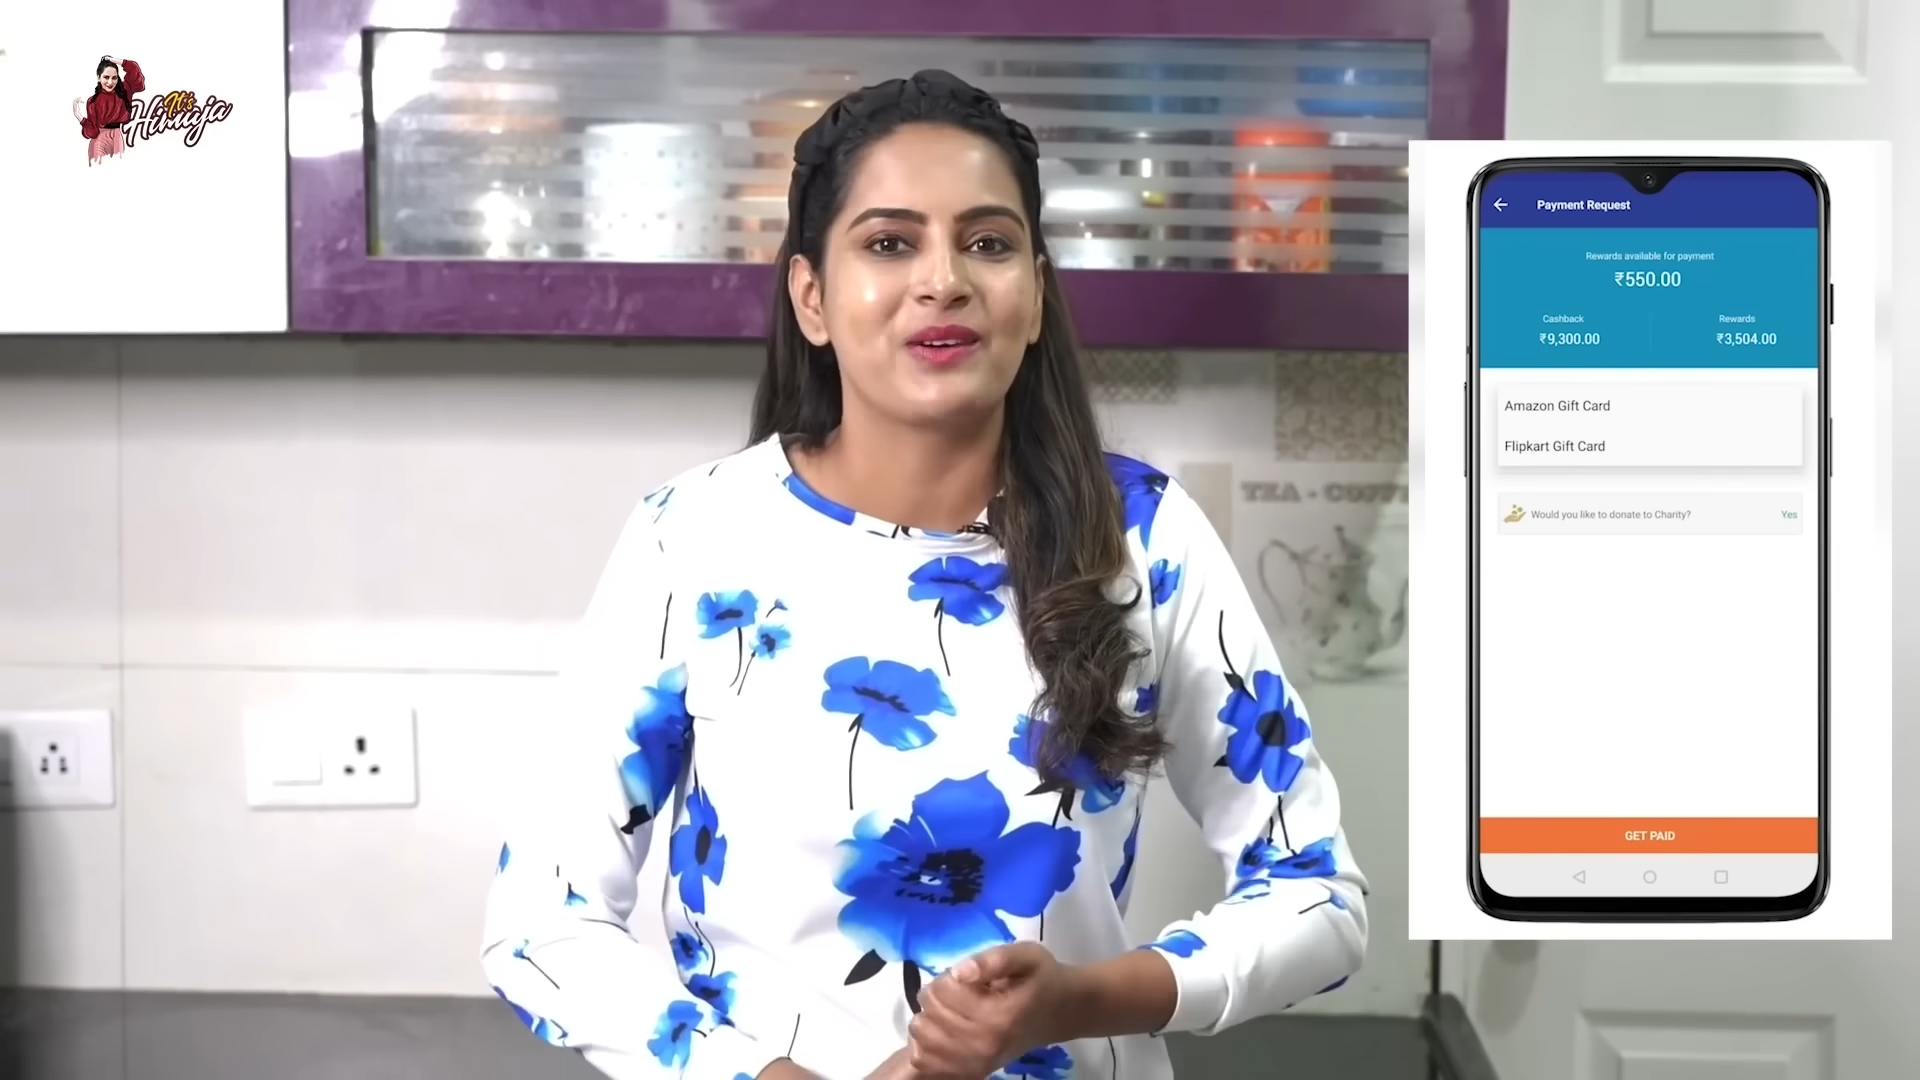 It's
Himaja
Payment Request
Rewards available for payment
₹550.00
Cashback
Rewards
₹9,300.00
₹3,504.00
Amazon Gift Card
Flipkart Gift Card
Would you like to donate to Charity?
Yes
GET PAID
TEA - COFF